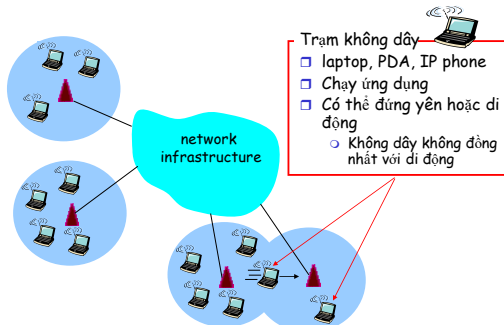 Trạm không dây
laptop, PDA, IP phone
Chạy ứng dụng
Có thể đứng yên hoặc di
động
Không dây không đồng
nhất với di động
network
infrastructure